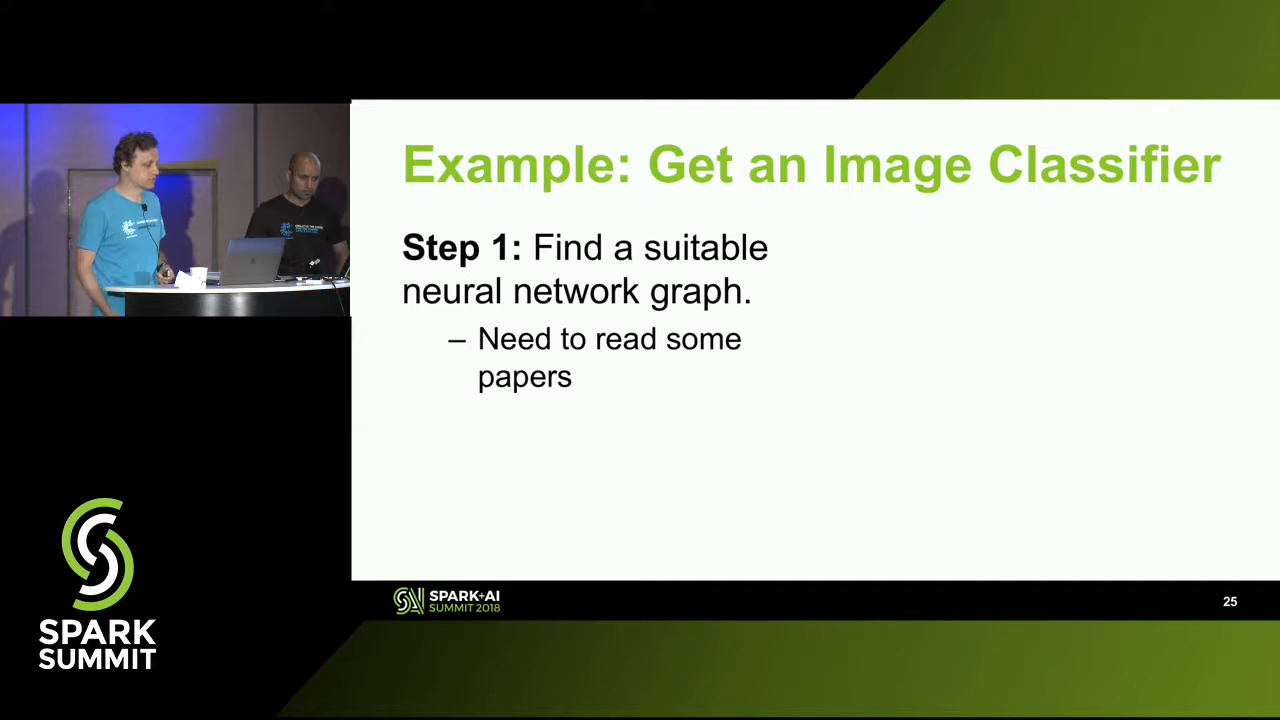 Example: Get an Image Classifier
Step 1: Find a suitable
neural network graph.
– Need to read some
papers
SPARK+AI
SUMMIT 2018
25
SPARK
SUMMIT